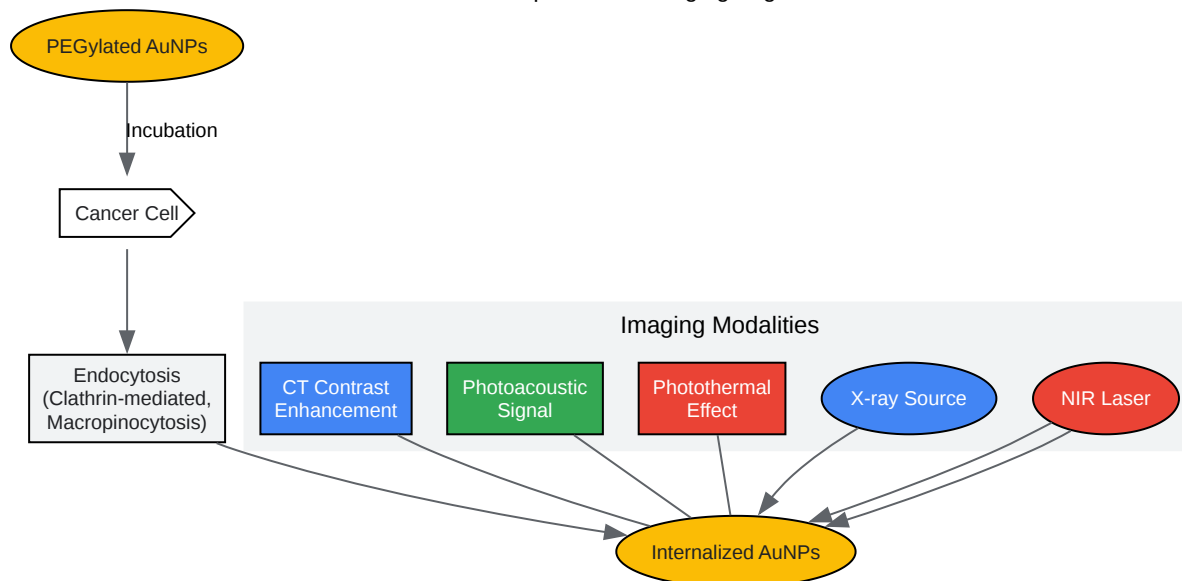 PEGylated AuNPs
Incubation
Cancer Cell
Imaging Modalities
Endocytosis
(Clathrin-mediated,
Macropinocytosis)
CT Contrast
Enhancement
Photoacoustic
Signal
Photothermal
Effect
X-ray Source
NIR Laser
Internalized AuNPs